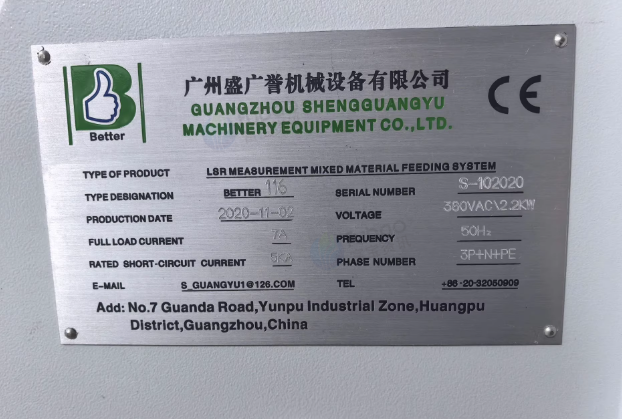 B
Better
广州盛广誉机械设备有限公司
GUANGZHOU SHENGGUANGYU
MACHINERY EQUIPMENT CO.,LTD.
CE
TYPE OF PRODUCT LSR MEASUREMENT MIXED MATERIAL FEEDING SYSTEM
TYPE DESIGNATION BETTER 116 SERIAL NUMBER S-102020
PRODUCTION DATE 2020-11-02 VOLTAGE 380VAC\2.2KW
FULL LOAD CURRENT 7A PREQUENCY 50Hz
RATED SHORT-CIRCUIT CURRENT 5KA PHASE NUMBER 3P+N+PE
E-MAIL S_GUANGYU1@126.COM TEL +86-20-32050909
Add: No.7 Guanda Road,Yunpu Industrial Zone,Huangpu
District,Guangzhou,China